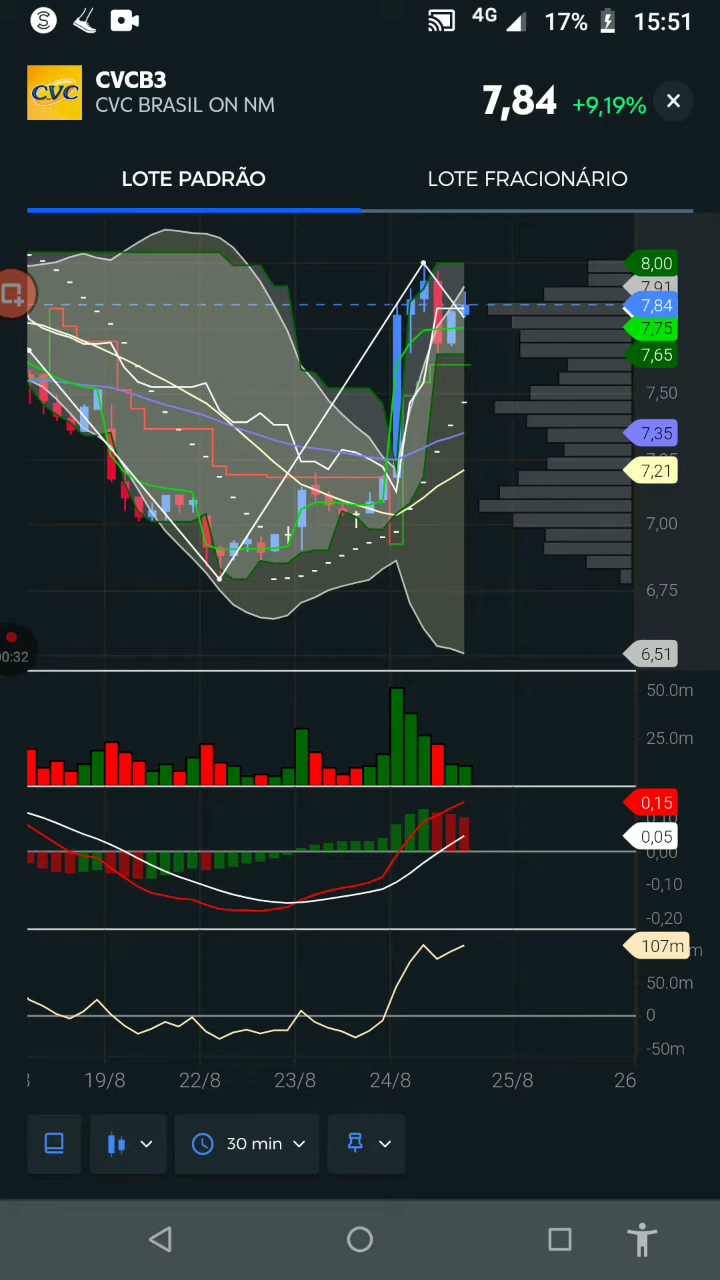 4G 17% 15:51
CVC
CVCB3
CVC BRASIL ON NM
7,84 +9,19%
LOTE PADRÃO LOTE FRACIONÁRIO
8,00
7,91
7,84
7,75
7,65
7,50
7,35
7,21
7,00
6,75
6,51
00:32
50.0m
25.0m
0,15
0,05
0,00
-0,10
-0,20
107m
50.0m
0
-50m
19/8 22/8 23/8 24/8 25/8 26
30 min